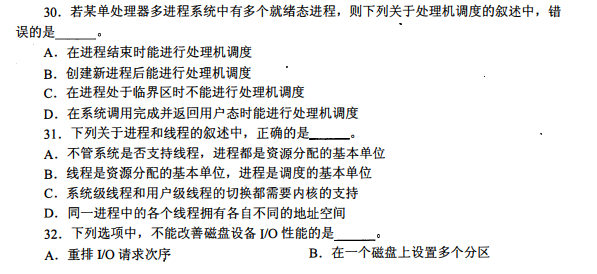 30．若某单处理器多进程系统中有多个就绪态进程，则下列关于处理机调度的叙述中，错
误的是______。
A．在进程结束时能进行处理机调度
B．创建新进程后能进行处理机调度
C．在进程处于临界区时不能进行处理机调度
D．在系统调用完成并返回用户态时能进行处理机调度
31．下列关于进程和线程的叙述中，正确的是______。
A．不管系统是否支持线程，进程都是资源分配的基本单位
B．线程是资源分配的基本单位，进程是调度的基本单位
C．系统级线程和用户级线程的切换都需要内核的支持
D．同一进程中的各个线程拥有各自不同的地址空间
32．下列选项中，不能改善磁盘设备 I/O 性能的是______。
A．重排 I/O 请求次序 B．在一个磁盘上设置多个分区